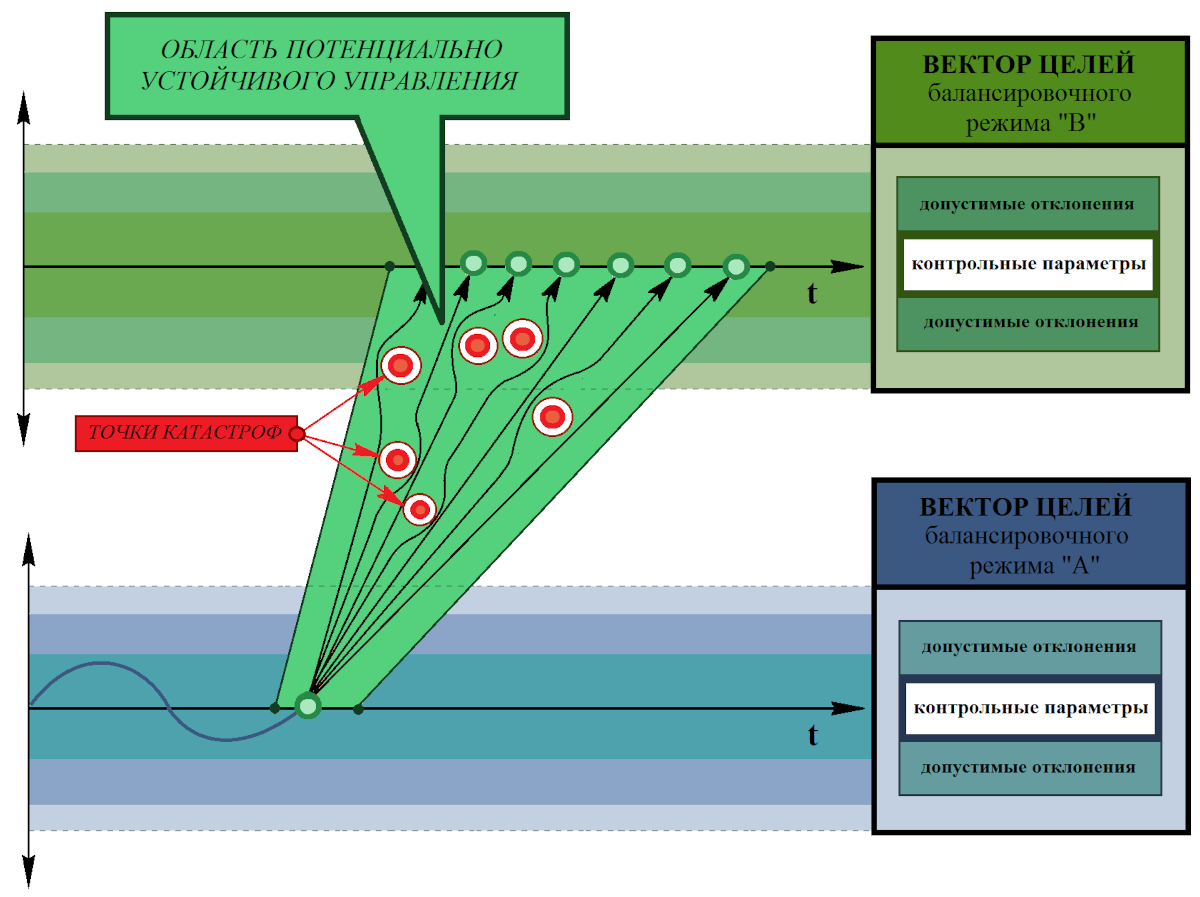 ОБЛАСТЬ ПОТЕНЦИАЛЬНО
УСТОЙЧИВОГО УПРАВЛЕНИЯ
ВЕКТОР ЦЕЛЕЙ
балансировочного
режима "В"
допустимые отклонения
контрольные параметры
допустимые отклонения
t
ТОЧКИ КАТАСТРОФ
ВЕКТОР ЦЕЛЕЙ
балансировочного
режима "А"
допустимые отклонения
контрольные параметры
допустимые отклонения
t